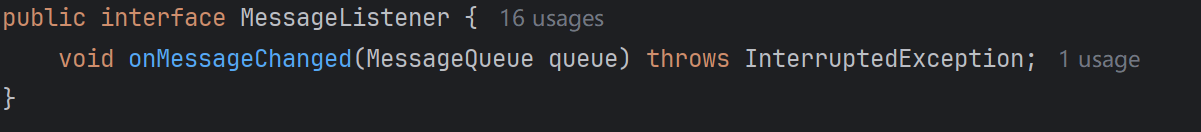 public interface MessageListener { 16 usages
    void onMessageChanged(MessageQueue queue) throws InterruptedException; 1 usage
}